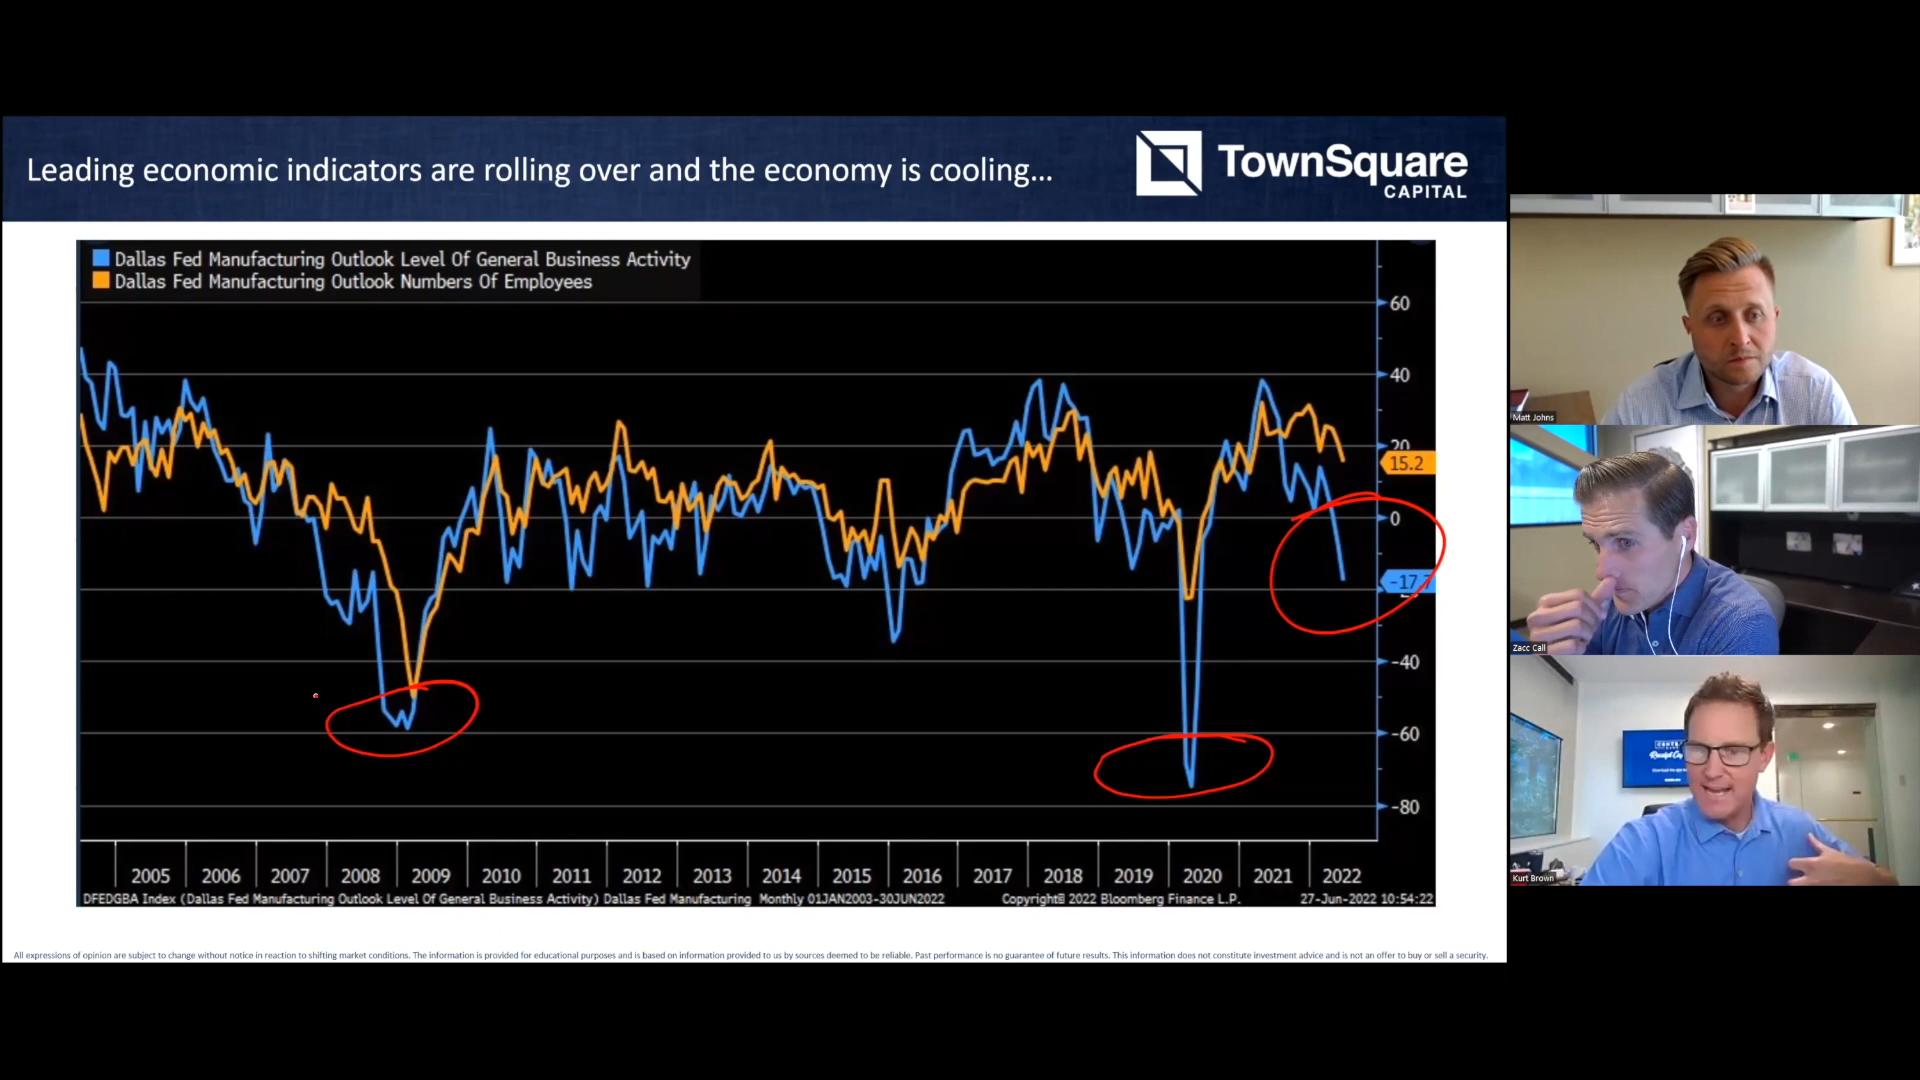 Leading economic indicators are rolling over and the economy is cooling...
TownSquare
CAPITAL
Dallas Fed Manufacturing Outlook Level Of General Business Activity
Dallas Fed Manufacturing Outlook Numbers Of Employees
60
40
20
15.2
0
-17.7
-40
-60
-80
2005 2006 2007 2008 2009 2010 2011 2012 2013 2014 2015 2016 2017 2018 2019 2020 2021 2022
DFEDGBA Index (Dallas Fed Manufacturing Outlook Level Of General Business Activity) Dallas Fed Manufacturing Monthly 01JAN2003-30JUN2022 Copyright© 2022 Bloomberg Finance L.P. 27-Jun-2022 10:54:22
All expressions of opinion are subject to change without notice in reaction to shifting market conditions. The information is provided for educational purposes and is based on information provided to us by sources deemed to be reliable. Past performance is no guarantee of future results. This information does not constitute investment advice and is not an offer to buy or sell a security.
Matt Johns
Zacc Call
Kurt Brown